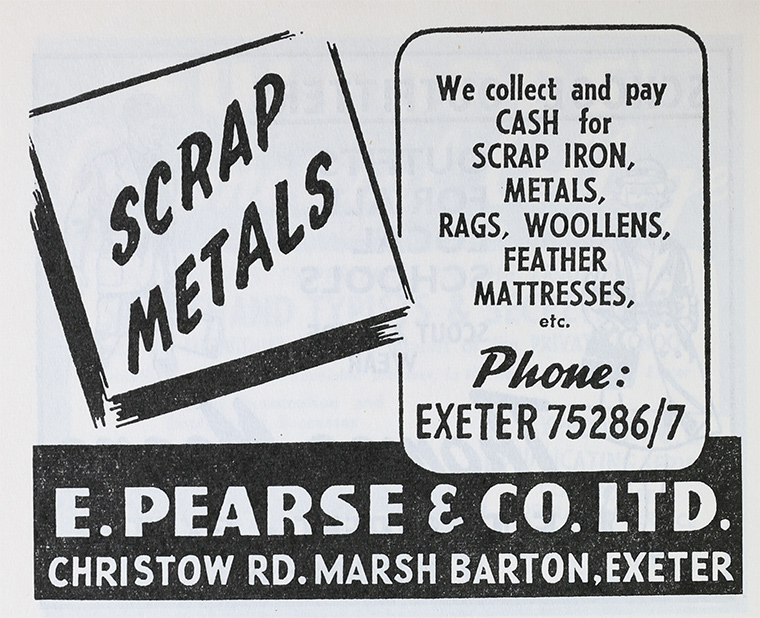 SCRAP
METALS
We collect and pay
CASH for
SCRAP IRON,
METALS,
RAGS, WOOLLENS,
FEATHER
MATTRESSES,
etc.
Phone:
EXETER 75286/7
E. PEARSE & CO. LTD.
CHRISTOW RD. MARSH BARTON, EXETER